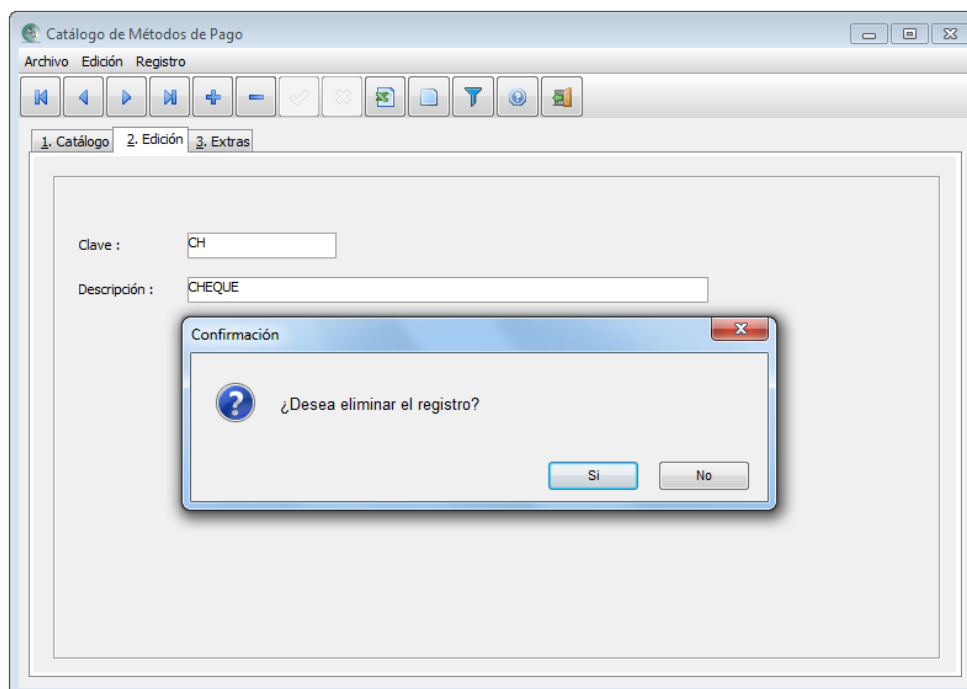 Catálogo de Métodos de Pago
Archivo Edición Registro
1. Catálogo 2. Edición 3. Extras
Clave : CH
Descripción : CHEQUE
Confirmación
¿Desea eliminar el registro?
Si No